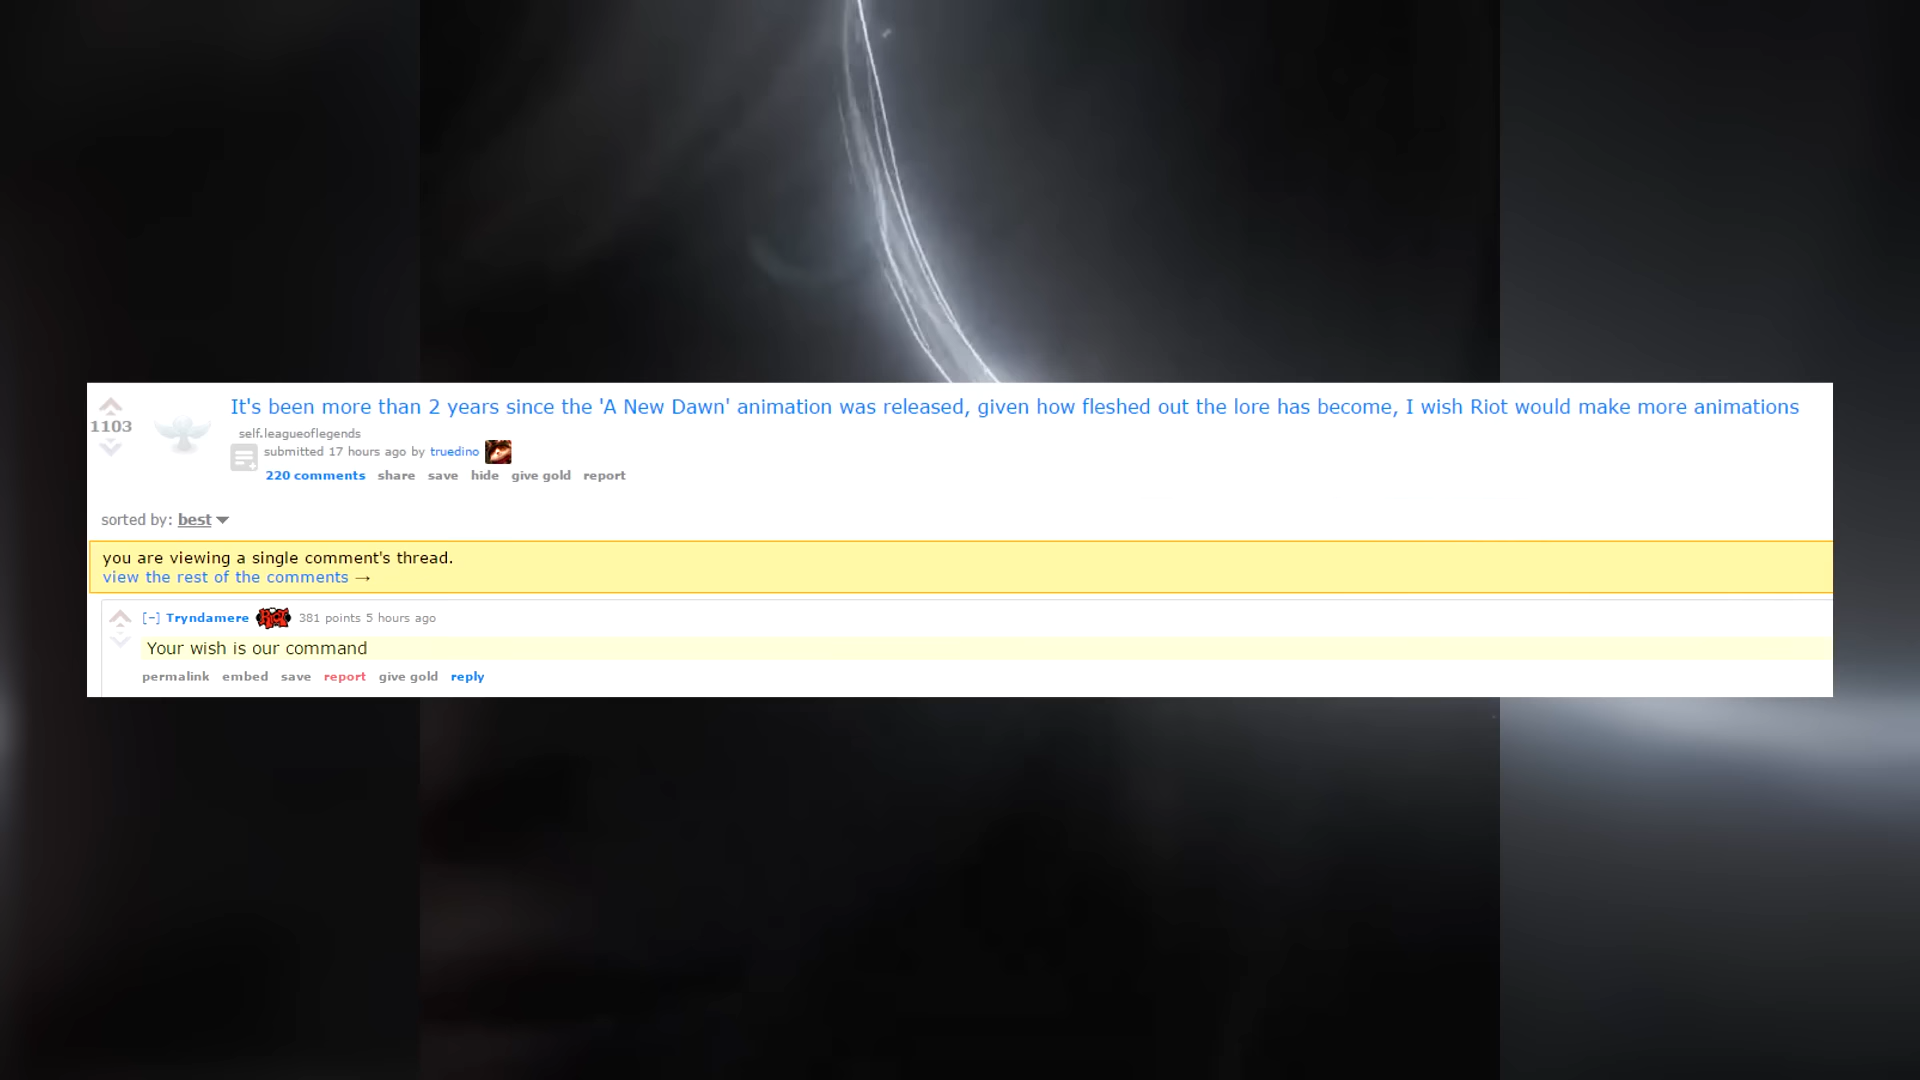 It's been more than 2 years since the 'A New Dawn' animation was released, given how fleshed out the lore has become, I wish Riot would make more animations
1103
self.leagueoflegends
submitted 17 hours ago by truedino
220 comments share save hide give gold report
sorted by: best
you are viewing a single comment's thread.
view the rest of the comments →
[–] Tryndamere RIOT 381 points 5 hours ago
Your wish is our command
permalink embed save report give gold reply